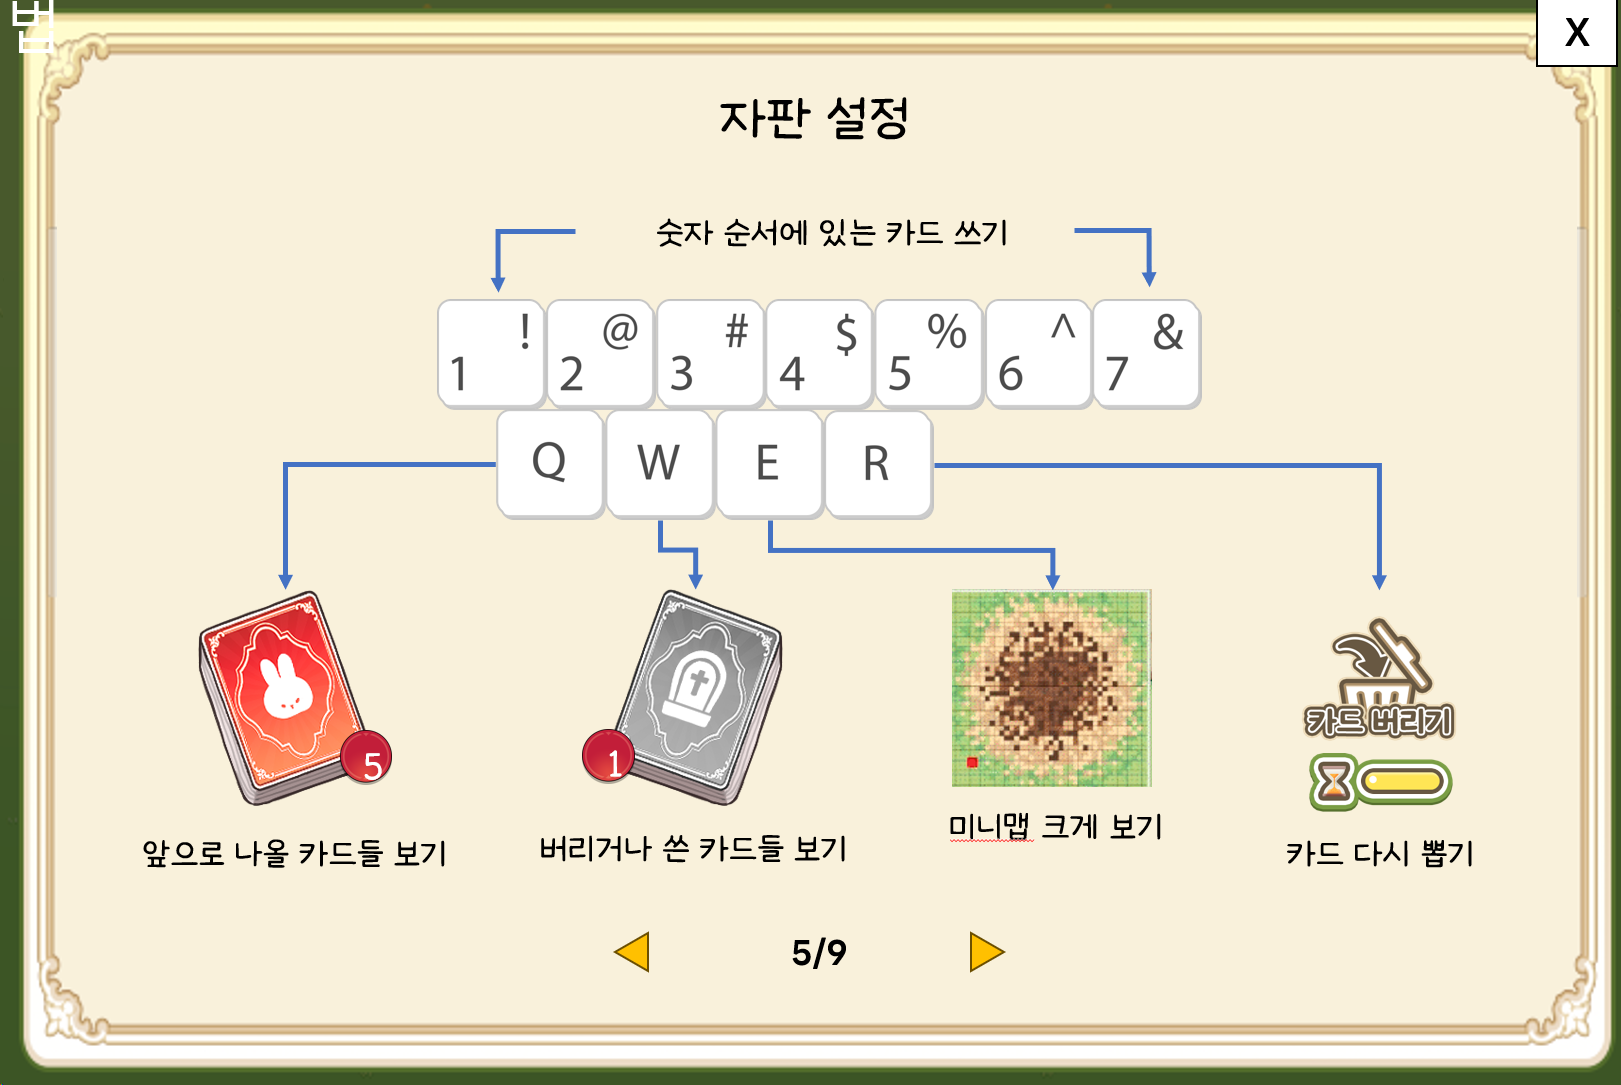 X
자판 설정
숫자 순서에 있는 카드 쓰기
! @ # $ % ^ &
1 2 3 4 5 6 7
Q W E R
5
1
카드 버리기
앞으로 나올 카드들 보기
버리거나 쓴 카드들 보기
미니맵 크게 보기
카드 다시 뽑기
5/9